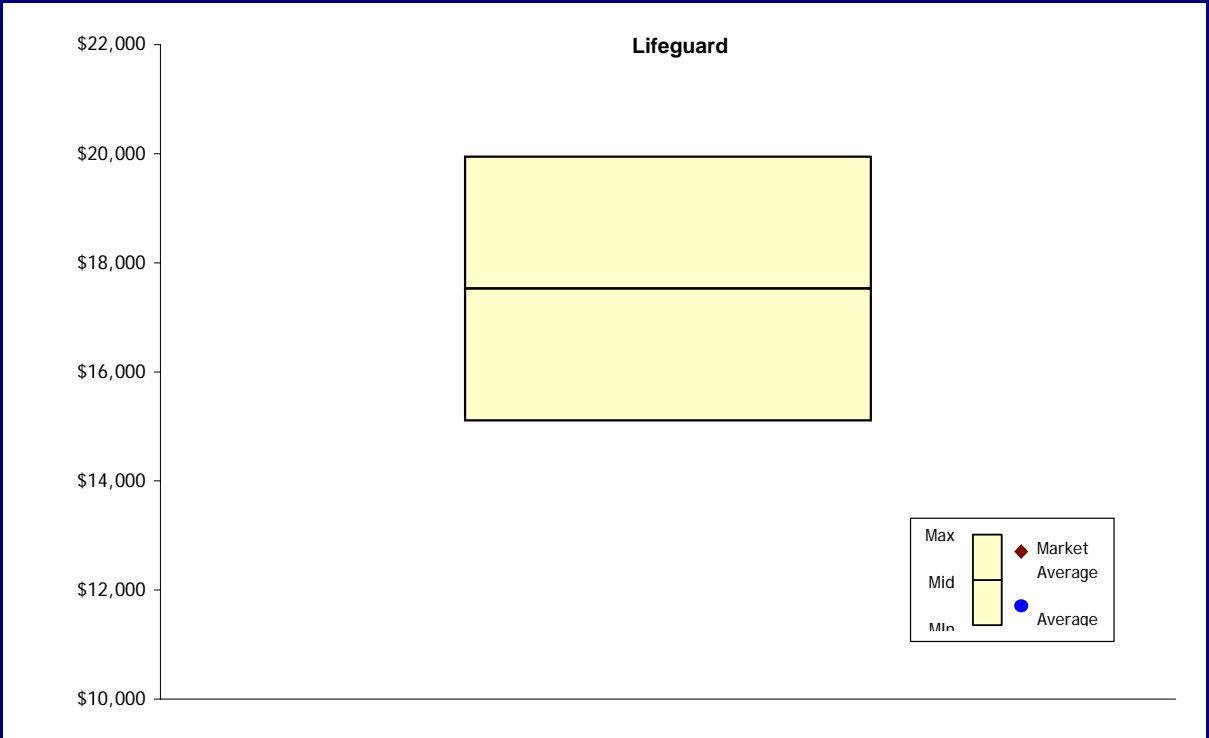 Lifeguard
$22,000
$20,000
$18,000
$16,000
$14,000
$12,000
$10,000
Max
Mid
MIn
Market
Average
Average